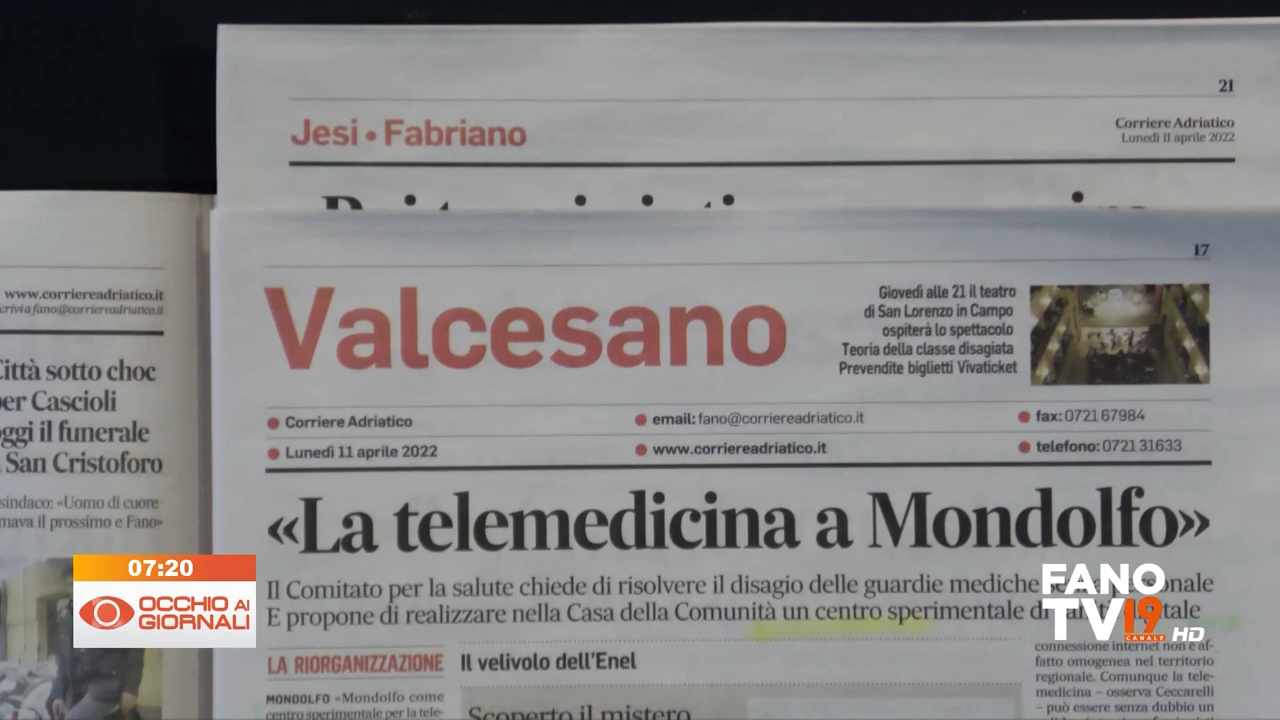 21
Jesi • Fabriano
Corriere Adriatico
Lunedì 11 aprile 2022
www.corriereadriatico.it
fano@corriereadriatico.it
Città sotto choc
per Cascioli
oggi il funerale
San Cristoforo
sindaco: «Uomo di cuore
amava il prossimo e Fano»
17
Valcesano
Giovedì alle 21 il teatro
di San Lorenzo in Campo
ospiterà lo spettacolo
Teoria della classe disagiata
Prevendite biglietti Vivaticket
• Corriere Adriatico
• email: fano@corriereadriatico.it
• fax: 0721 67984
• Lunedì 11 aprile 2022
• www.corriereadriatico.it
• telefono: 0721 31633
«La telemedicina a Mondolfo»
Il Comitato per la salute chiede di risolvere il disagio delle guardie mediche
E propone di realizzare nella Casa della Comunità un centro sperimentale
LA RIORGANIZZAZIONE
Il velivolo dell'Enel
MONDOLFO «Mondolfo come
centro sperimentale per la tele-
Scoperto il mistero
connessione internet non è af-
fatto omogenea nel territorio
regionale. Comunque la tele-
medicina – osserva Ceccarelli
– può essere senza dubbio un
07:20
OCCHIO AI
GIORNALI
FANO
TV19
CANALE HD